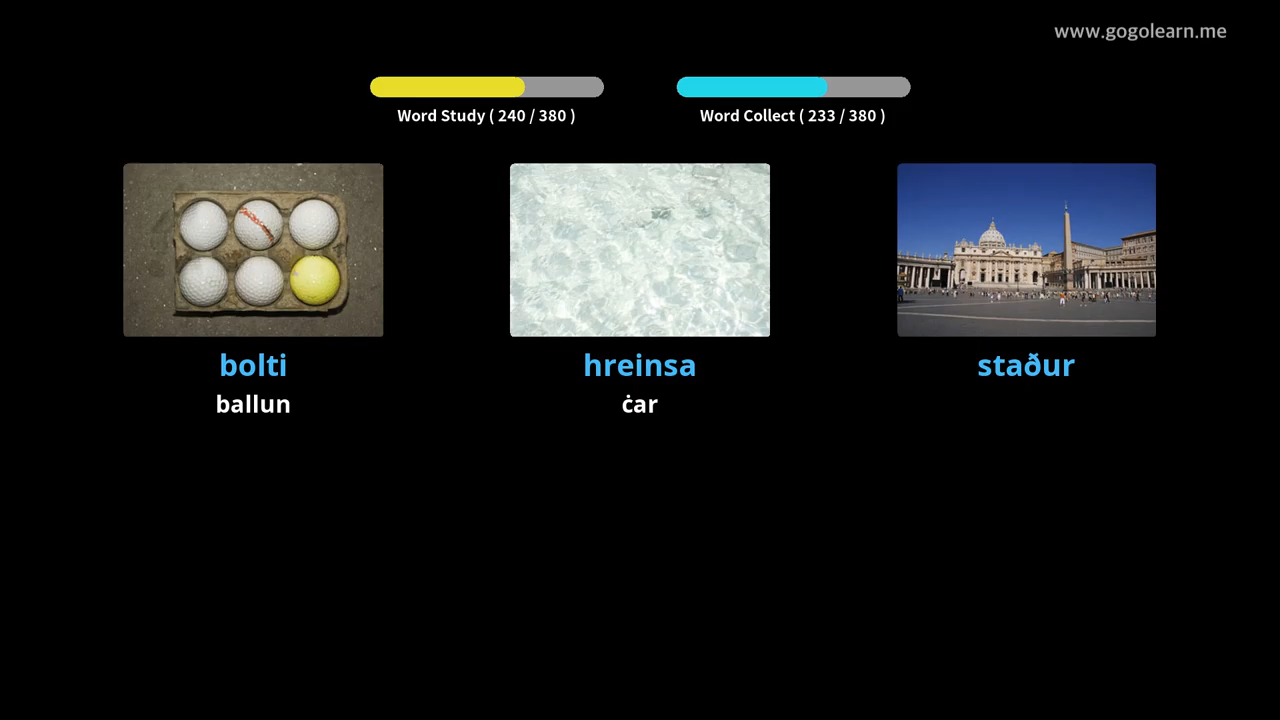 www.gogolearn.me
Word Study ( 240 / 380 )
Word Collect ( 233 / 380 )
bolti
hreinsa
staður
ballun
ċar